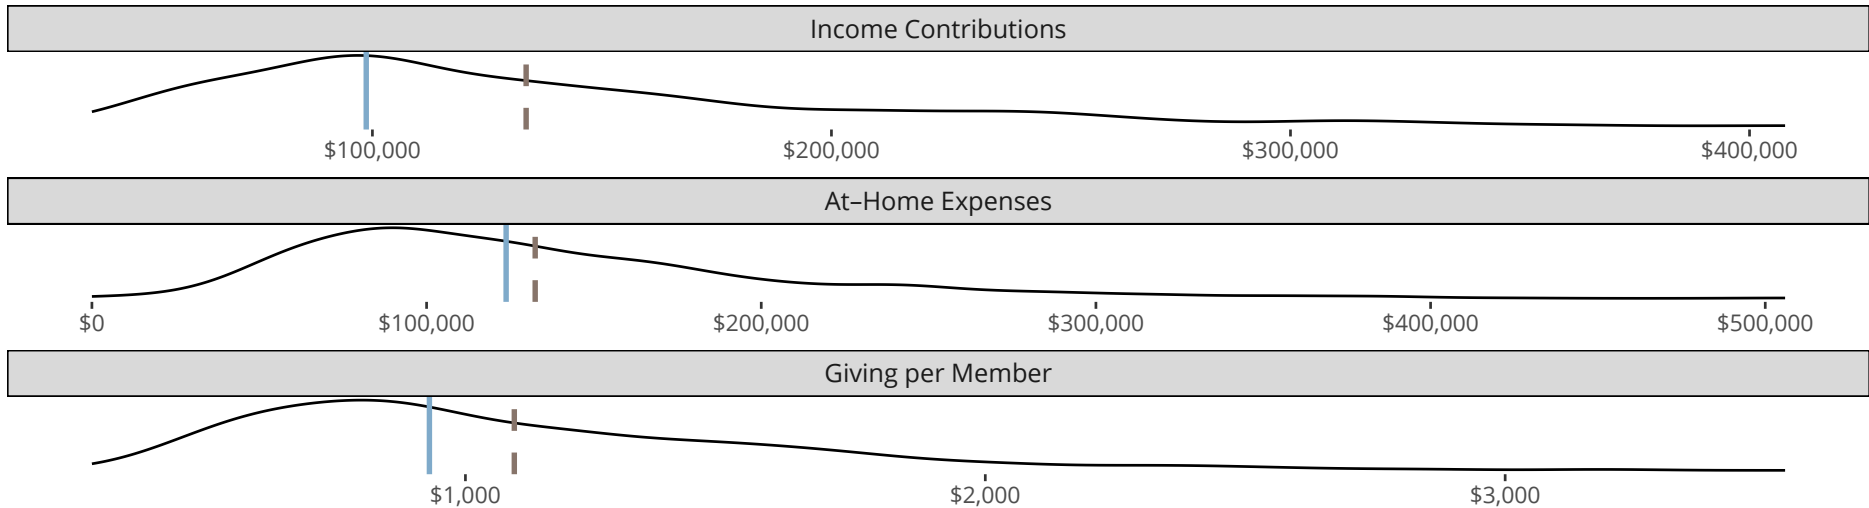 Income Contributions
$100,000 $200,000 $300,000 $400,000
At–Home Expenses
$0 $100,000 $200,000 $300,000 $400,000 $500,000
Giving per Member
$1,000 $2,000 $3,000